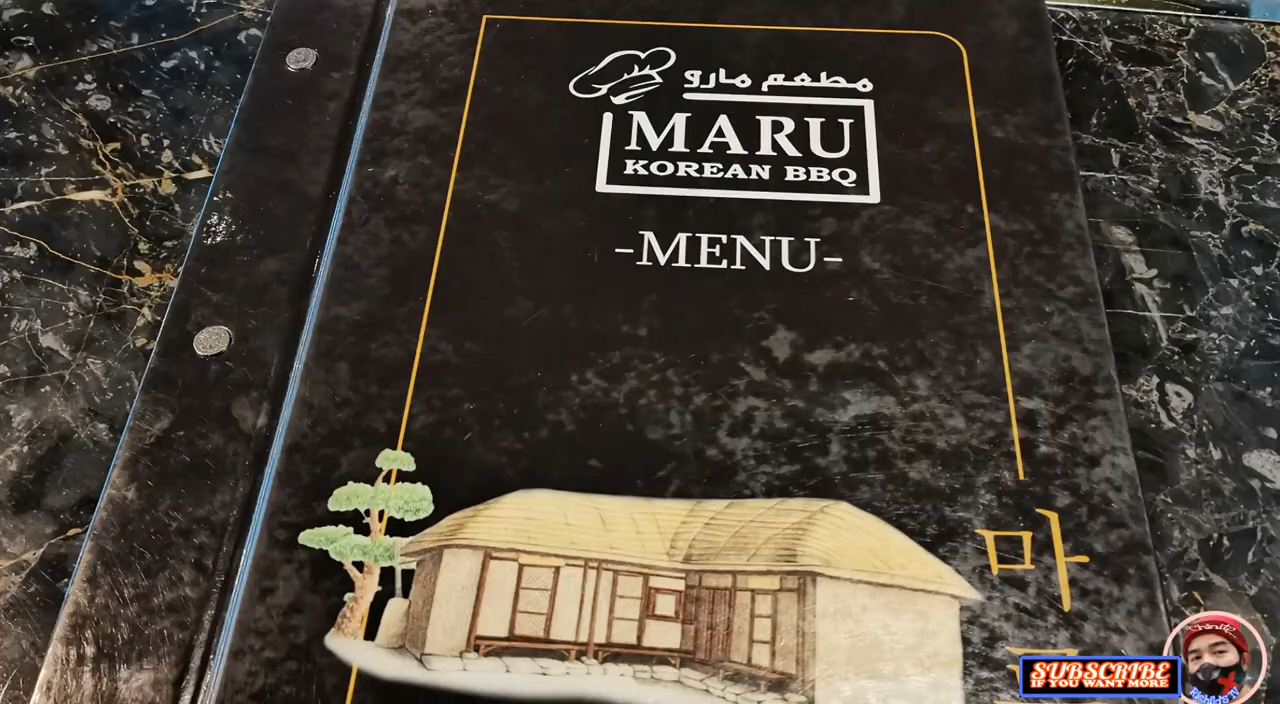 مطعم مارو
MARU
KOREAN BBQ
-MENU-
마
SUBSCRIBE
IF YOU WANT MORE